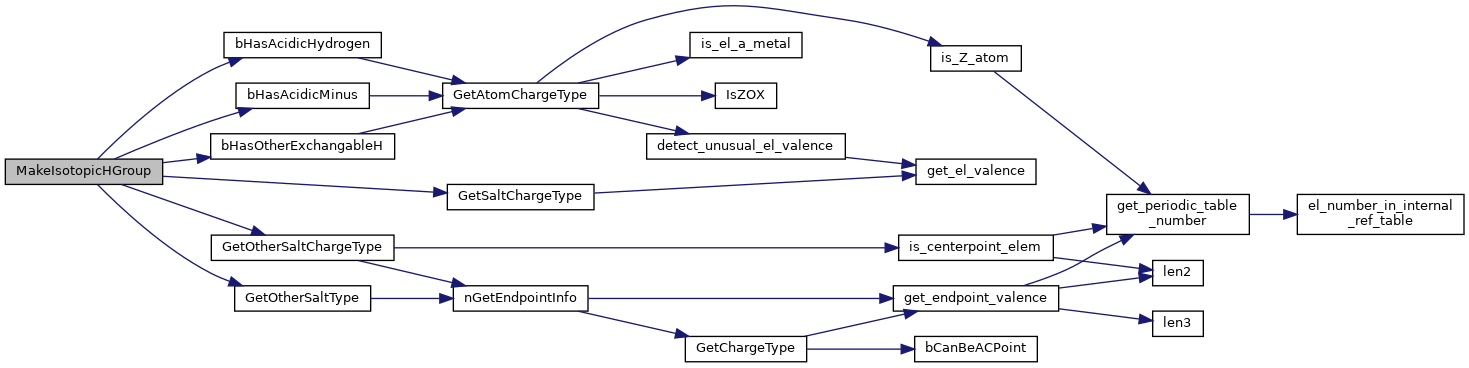 MakeIsotopicHGroup
bHasAcidicHydrogen
bHasAcidicMinus
bHasOtherExchangableH
GetSaltChargeType
GetOtherSaltChargeType
GetOtherSaltType
GetAtomChargeType
nGetEndpointInfo
is_el_a_metal
IsZOX
detect_unusual_el_valence
GetChargeType
is_Z_atom
get_el_valence
is_centerpoint_elem
get_endpoint_valence
bCanBeACPoint
get_periodic_table
_number
len2
len3
el_number_in_internal
_ref_table